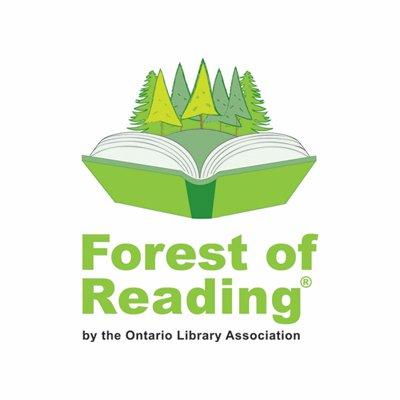 Forest of
Reading®
by the Ontario Library Association